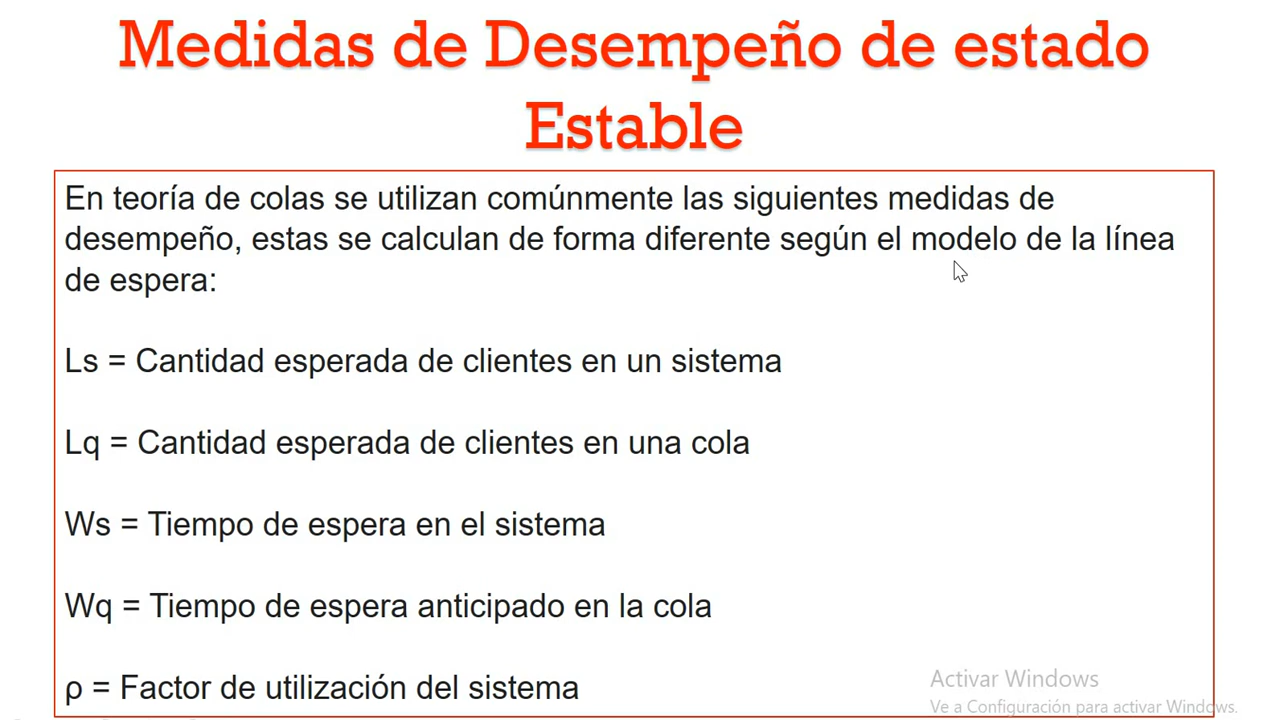 Medidas de Desempeño de estado
Estable
En teoría de colas se utilizan comúnmente las siguientes medidas de
desempeño, estas se calculan de forma diferente según el modelo de la línea
de espera:
Ls = Cantidad esperada de clientes en un sistema
Lq = Cantidad esperada de clientes en una cola
Ws = Tiempo de espera en el sistema
Wq = Tiempo de espera anticipado en la cola
ρ = Factor de utilización del sistema
Activar Windows
Ve a Configuración para activar Windows.